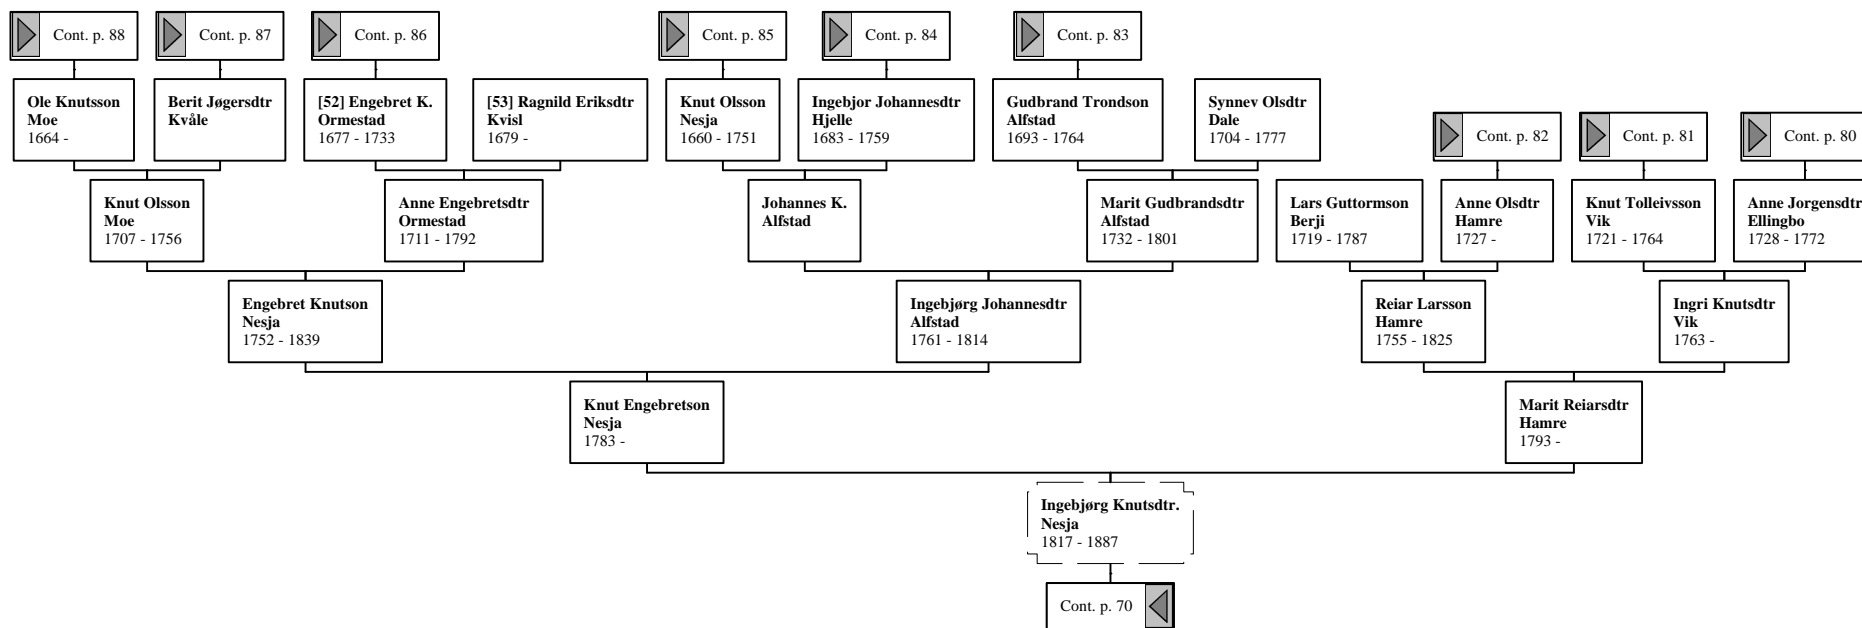 Cont. p. 88
Cont. p. 87
Cont. p. 86
Cont. p. 85
Cont. p. 84
Cont. p. 83
Ole Knutsson
Moe
1664 -
Berit Jøgersdtr
Kvåle
[52] Engebret K.
Ormestad
1677 - 1733
[53] Ragnild Eriksdtr
Kvisl
1679 -
Knut Olsson
Nesja
1660 - 1751
Ingebjor Johannesdtr
Hjelle
1683 - 1759
Gudbrand Trondson
Alfstad
1693 - 1764
Synnev Olsdtr
Dale
1704 - 1777
Cont. p. 82
Cont. p. 81
Cont. p. 80
Knut Olsson
Moe
1707 - 1756
Anne Engebretsdtr
Ormestad
1711 - 1792
Johannes K.
Alfstad
Marit Gudbrandsdtr
Alfstad
1732 - 1801
Lars Guttormson
Berji
1719 - 1787
Anne Olsdtr
Hamre
1727 -
Knut Tolleivsson
Vik
1721 - 1764
Anne Jorgensdtr
Ellingbo
1728 - 1772
Engebret Knutson
Nesja
1752 - 1839
Ingebjørg Johannesdtr
Alfstad
1761 - 1814
Reiar Larsson
Hamre
1755 - 1825
Ingri Knutsdtr
Vik
1763 -
Knut Engebretson
Nesja
1783 -
Marit Reiarsdtr
Hamre
1793 -
Ingebjørg Knutsdtr.
Nesja
1817 - 1887
Cont. p. 70